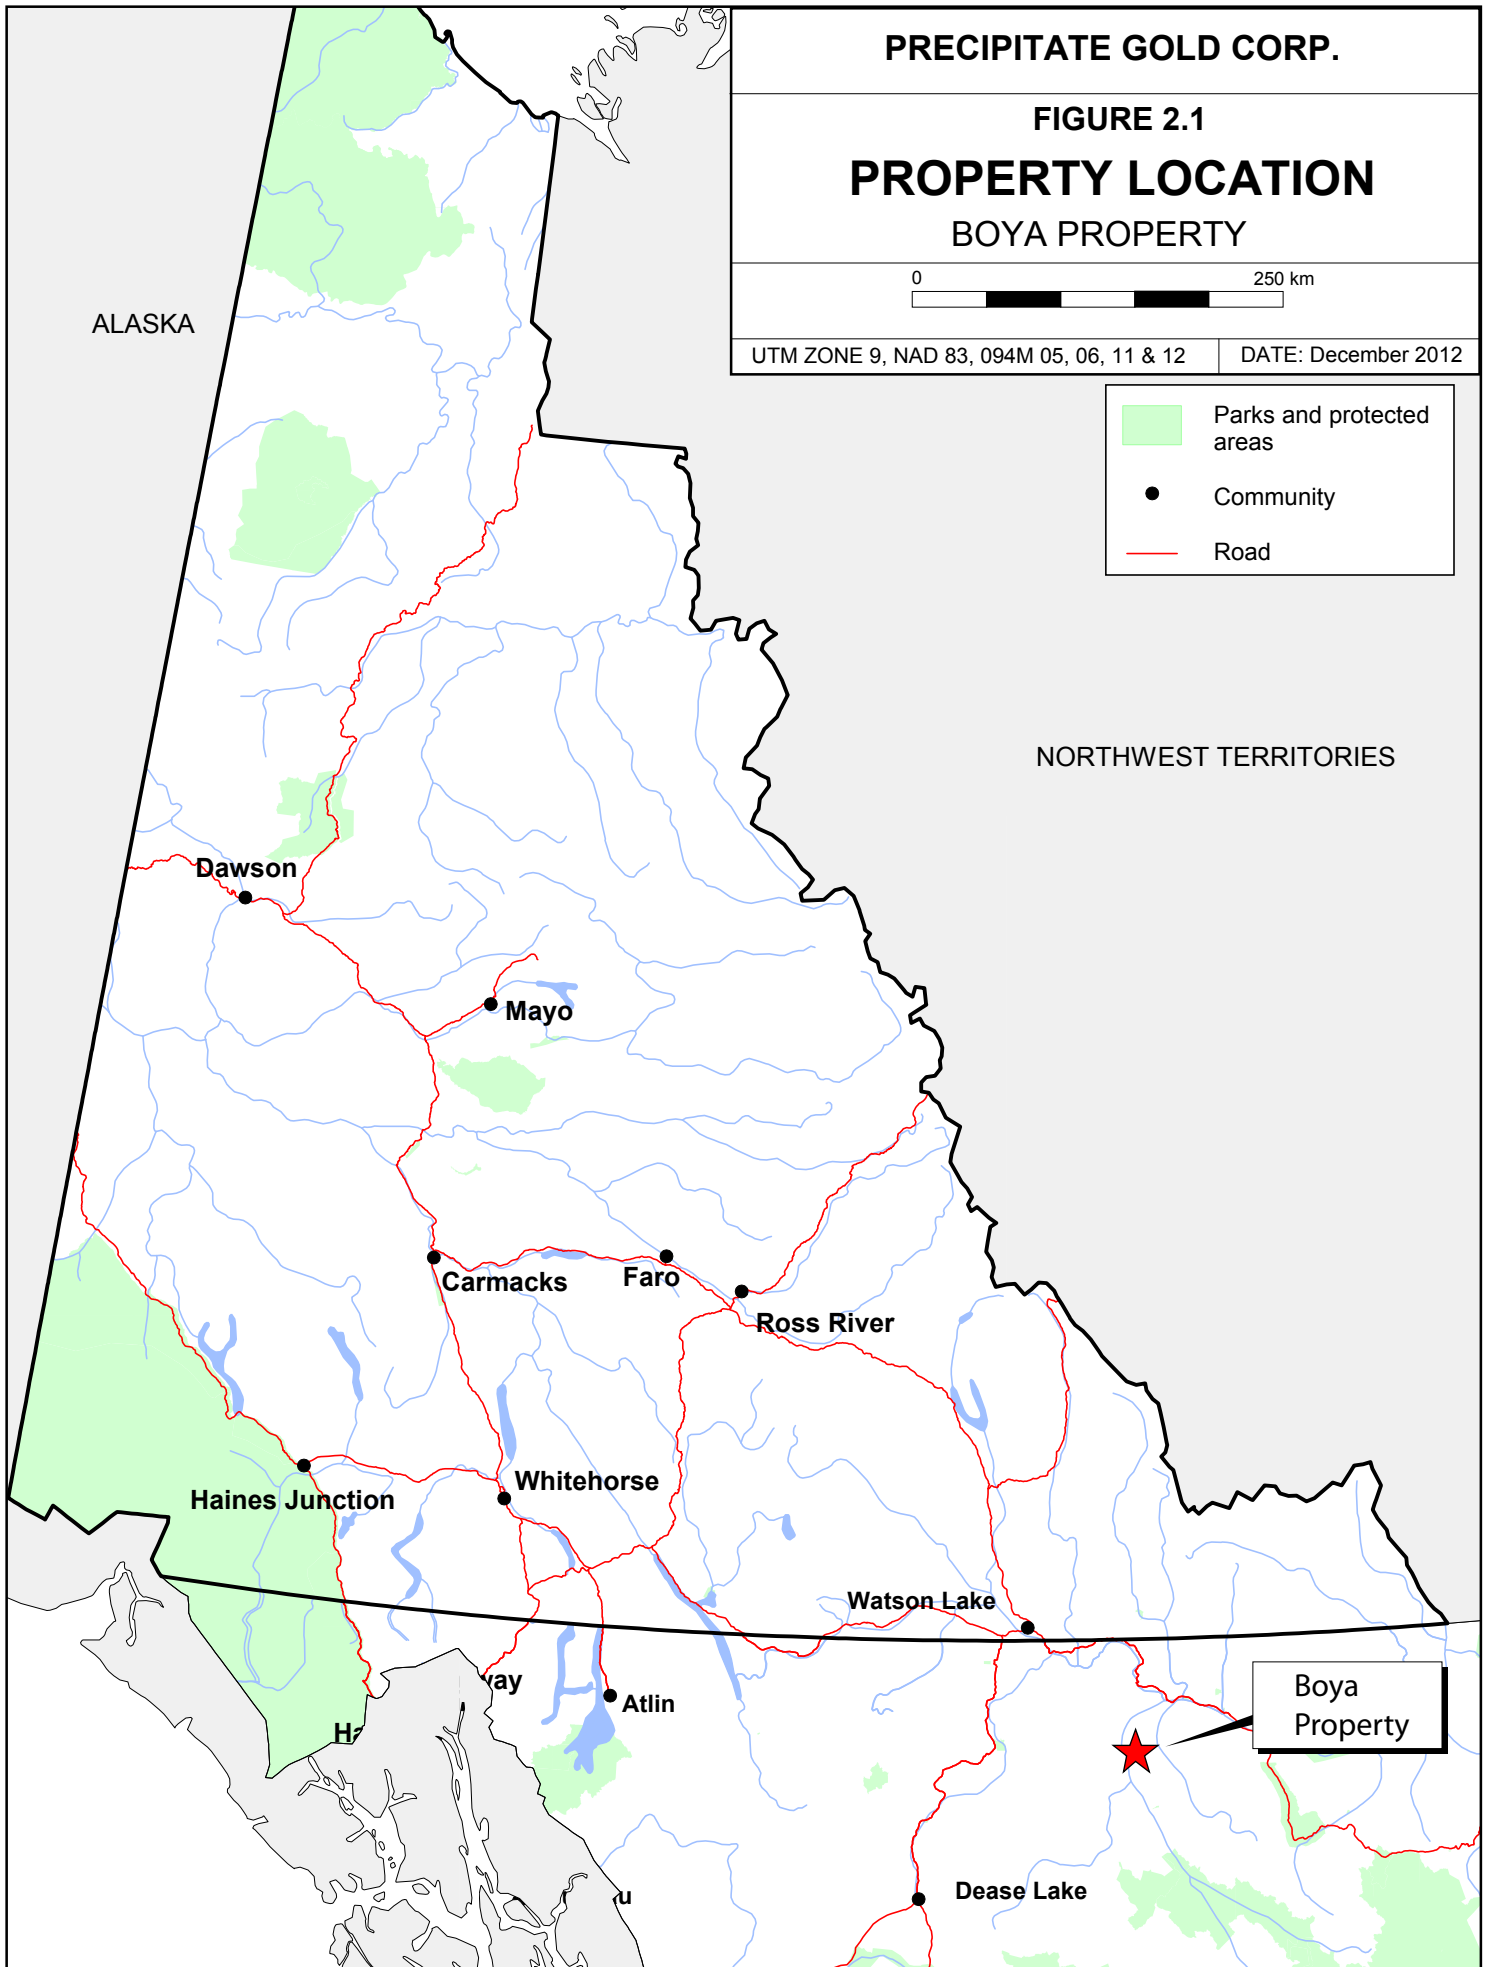 PRECIPITATE GOLD CORP.
FIGURE 2.1
PROPERTY LOCATION
BOYA PROPERTY
0 250 km
UTM ZONE 9, NAD 83, 094M 05, 06, 11 & 12 DATE: December 2012
ALASKA
Parks and protected
areas
Community
Road
NORTHWEST TERRITORIES
Dawson
Mayo
Carmacks
Faro
Ross River
Whitehorse
Haines Junction
Watson Lake
Atlin
Boya
Property
Dease Lake